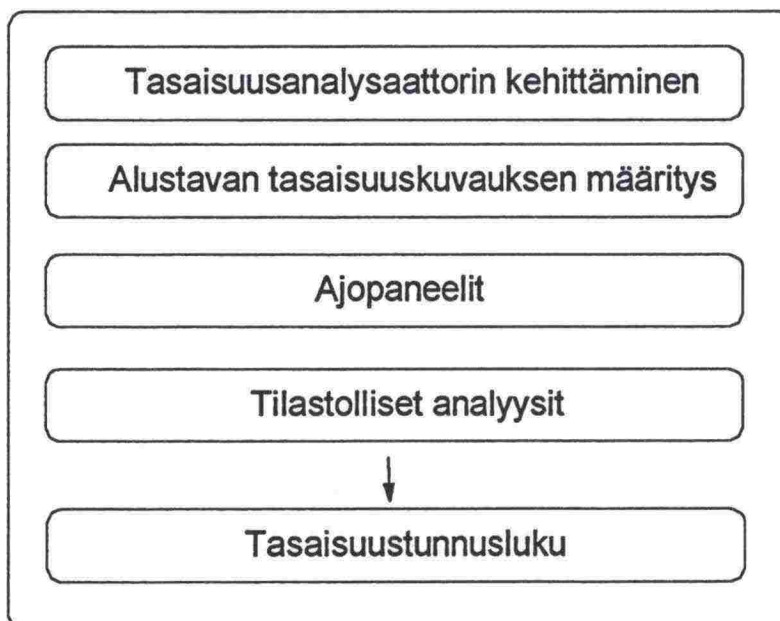 Tasaisuusanalysaattorin kehittäminen
Alustavan tasaisuuskuvauksen määritys
Ajopaneelit
Tilastolliset analyysit
Tasaisuustunnusluku